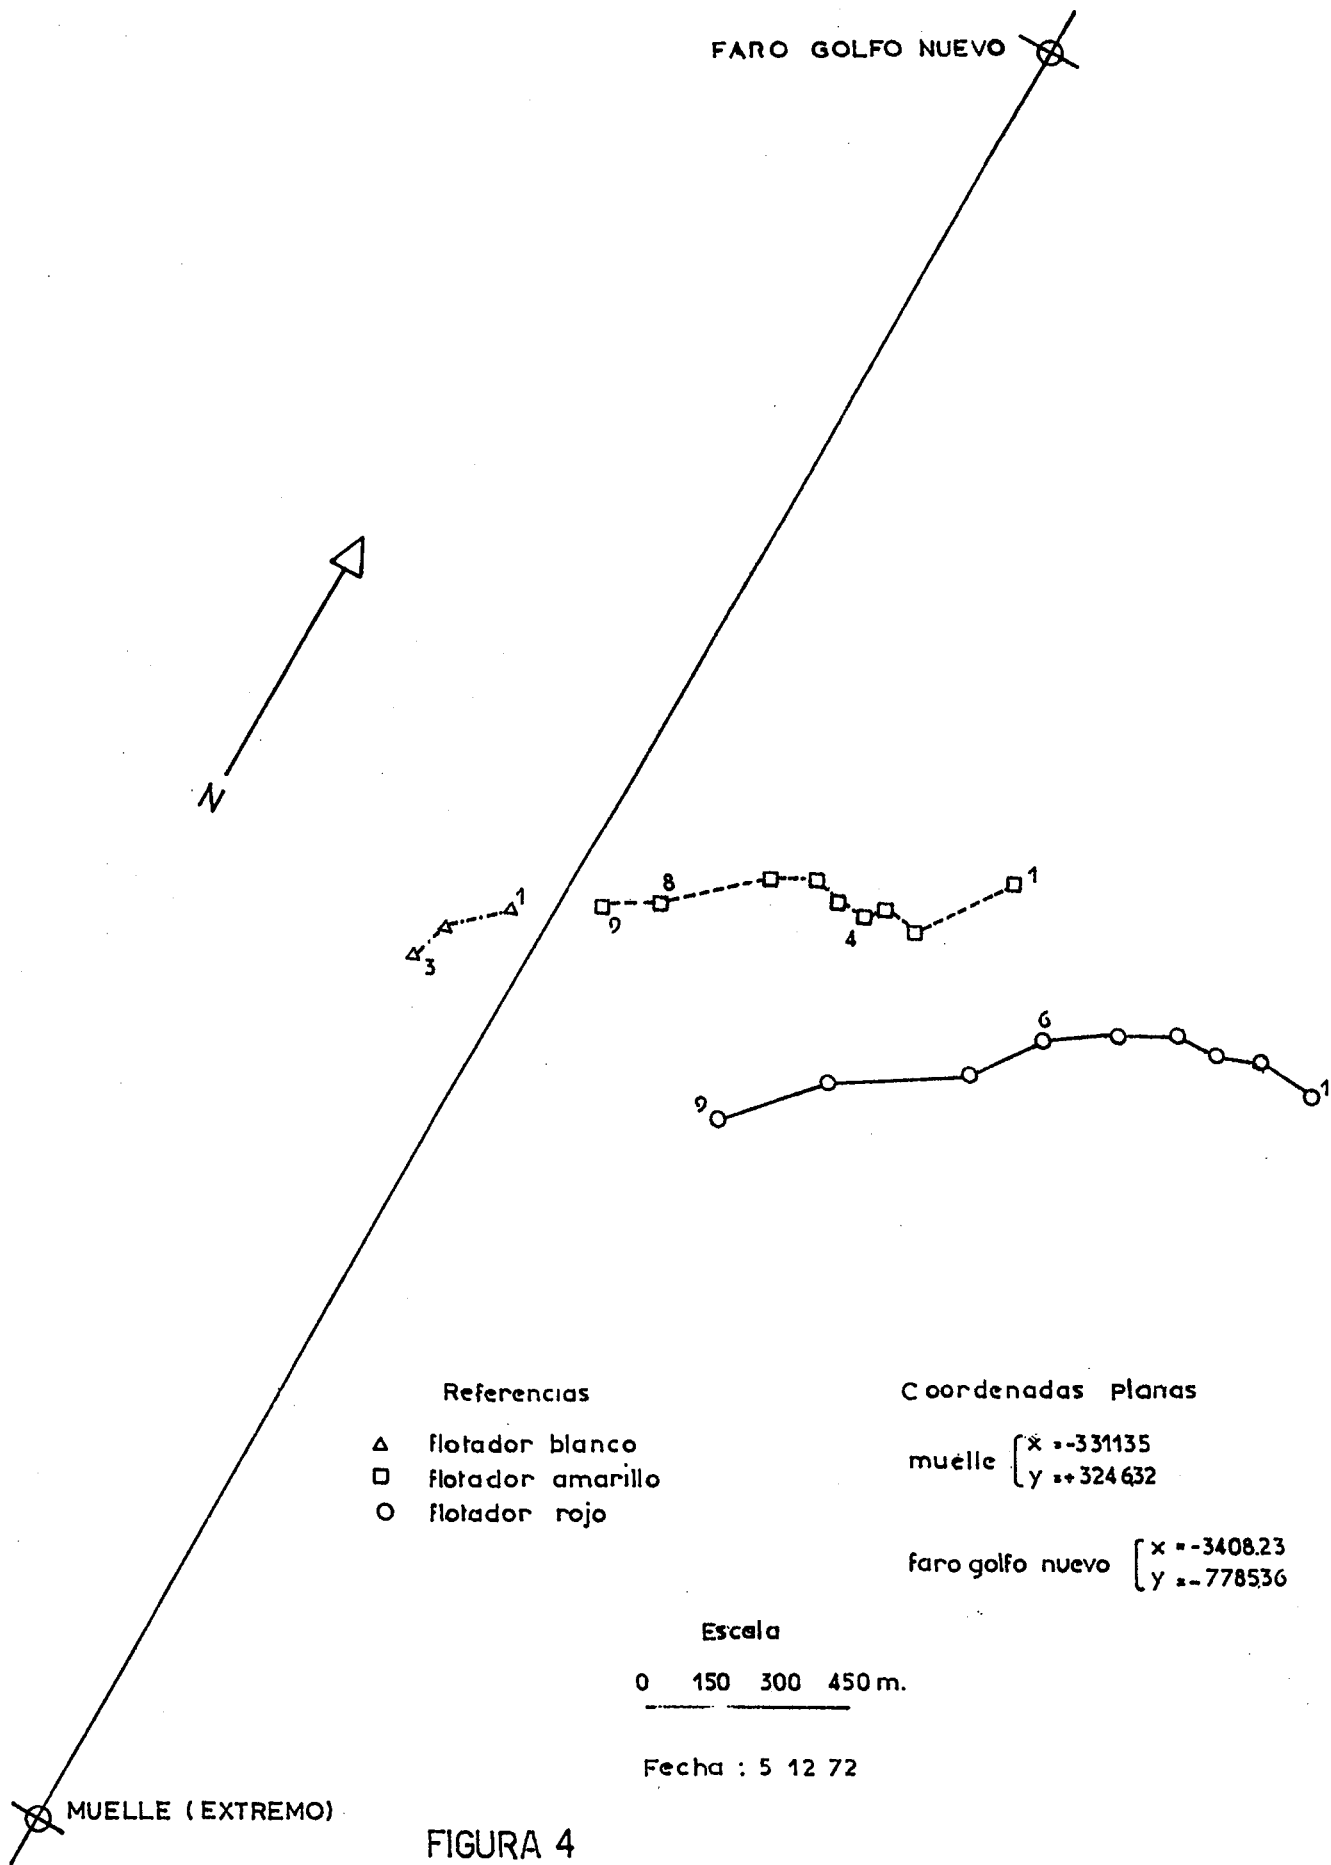 FARO GOLFO NUEVO
N
1
8
1
9
4
3
6
9
1
Referencias
flotador blanco
flotador amarillo
flotador rojo
Coordenadas Planas
muelle x =-331135
y =+324632
faro golfo nuevo x =-3408.23
y =-778536
Escala
0 150 300 450 m.
Fecha : 5 12 72
MUELLE (EXTREMO)
FIGURA 4